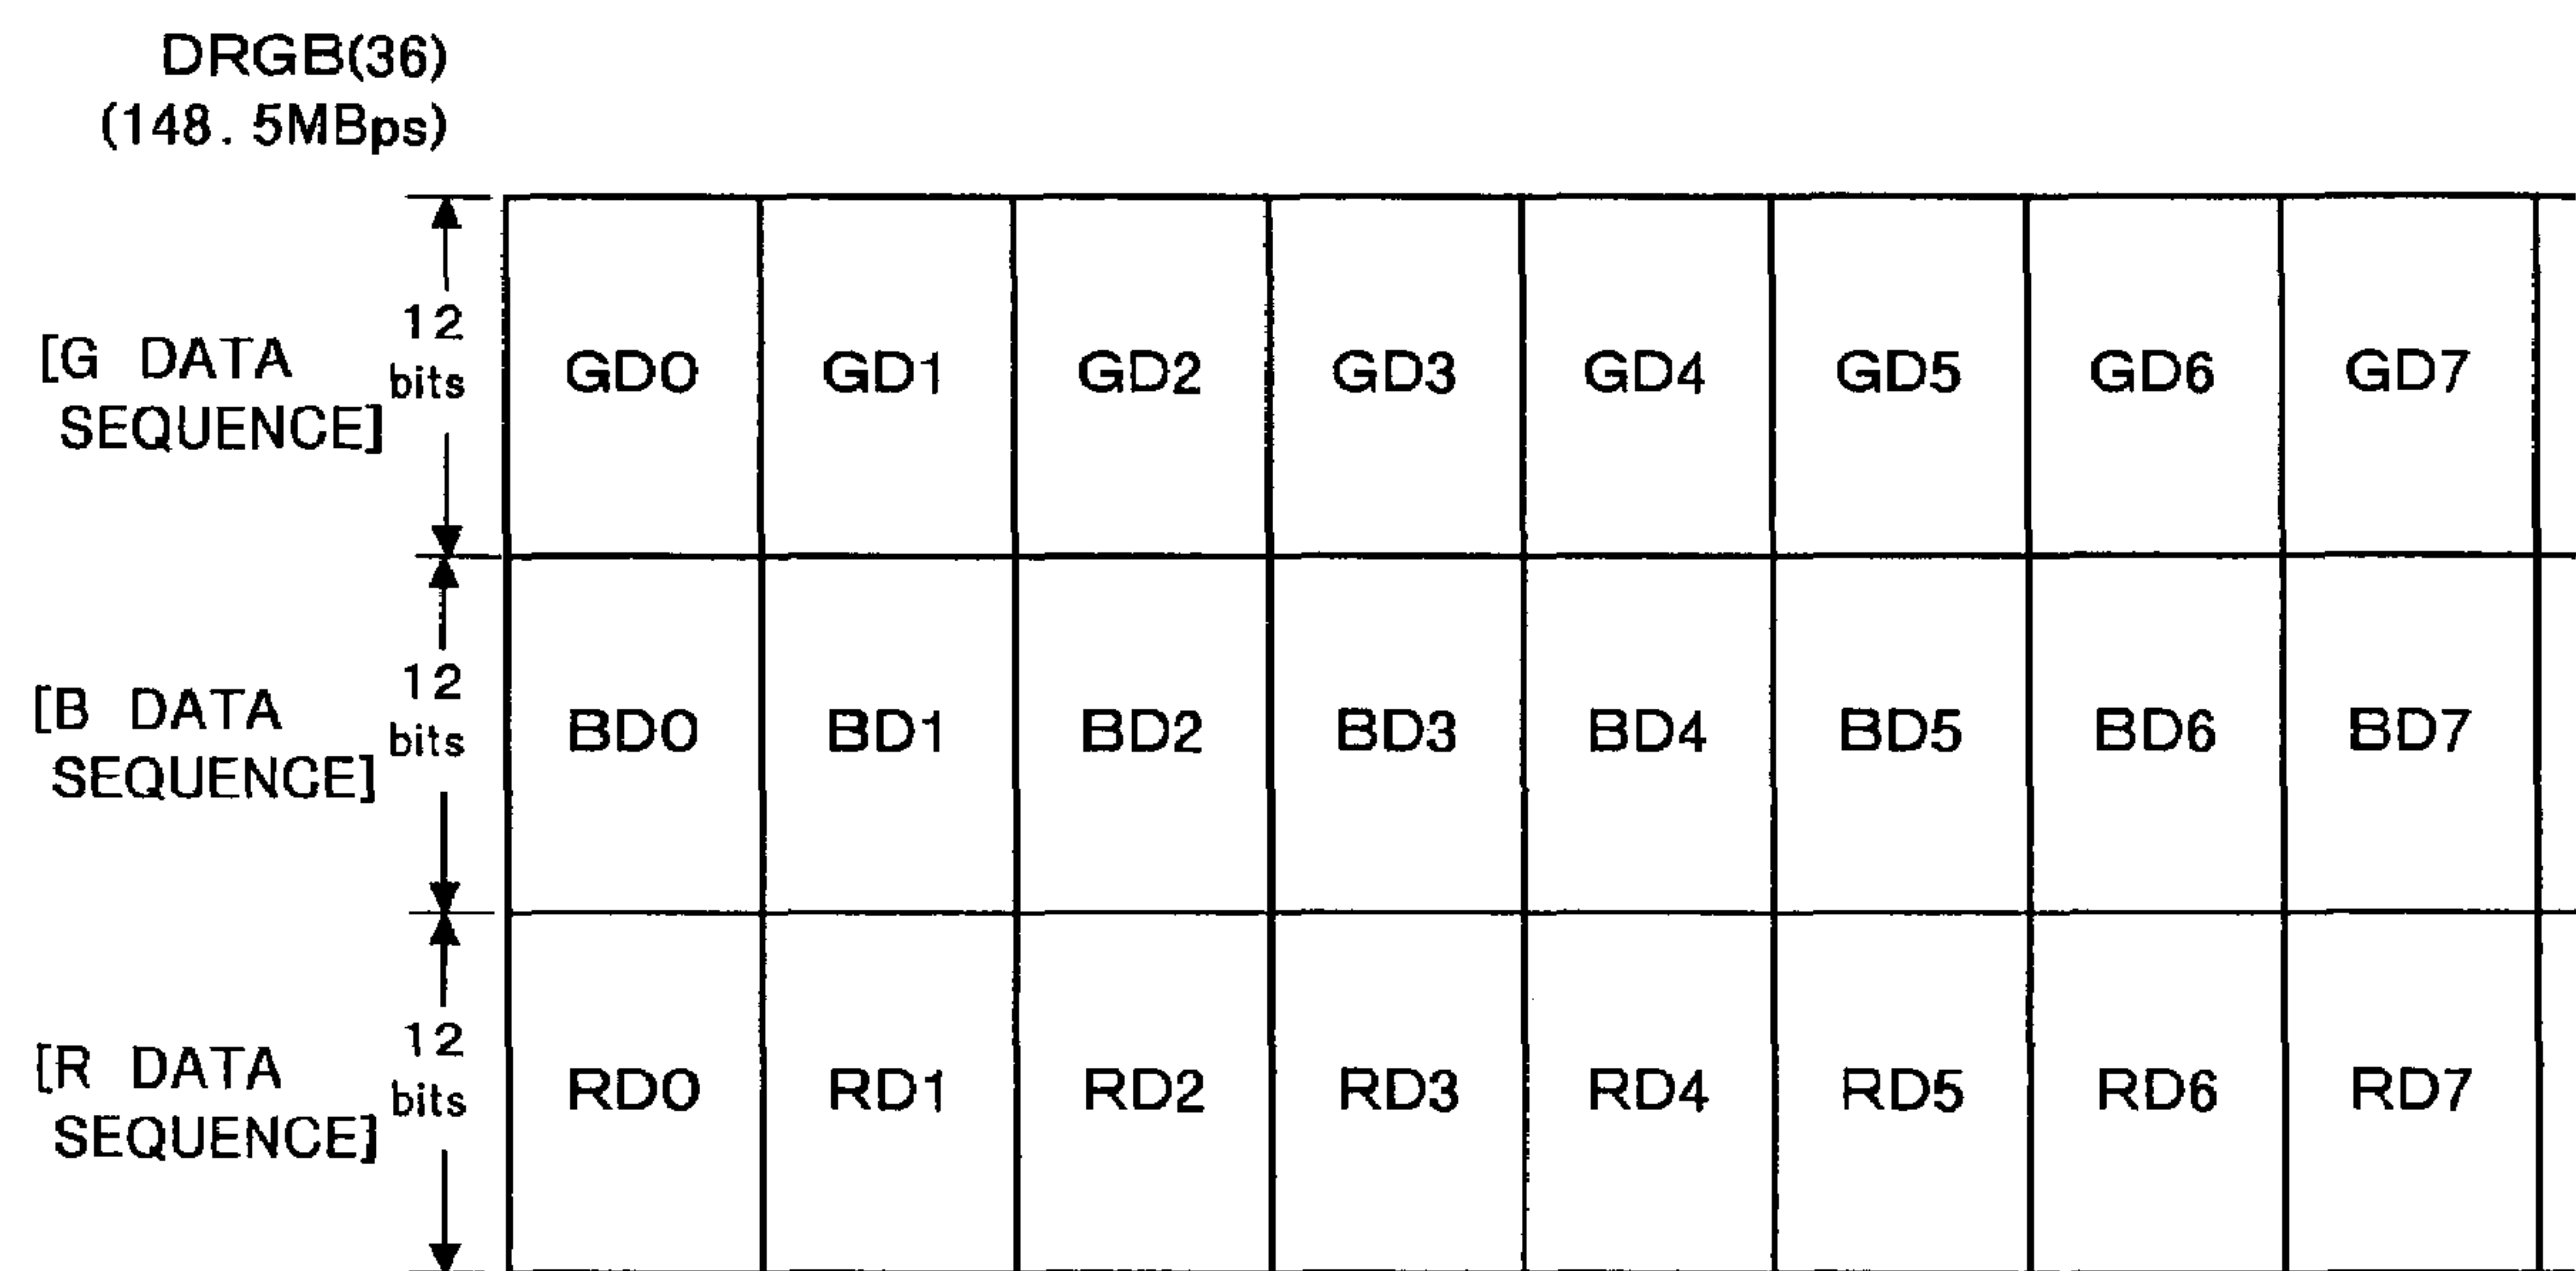 DRGB(36)
(148. 5MBps)
[G DATA
SEQUENCE]
12
bits
GD0 GD1 GD2 GD3 GD4 GD5 GD6 GD7
[B DATA
SEQUENCE]
12
bits
BD0 BD1 BD2 BD3 BD4 BD5 BD6 BD7
[R DATA
SEQUENCE]
12
bits
RD0 RD1 RD2 RD3 RD4 RD5 RD6 RD7